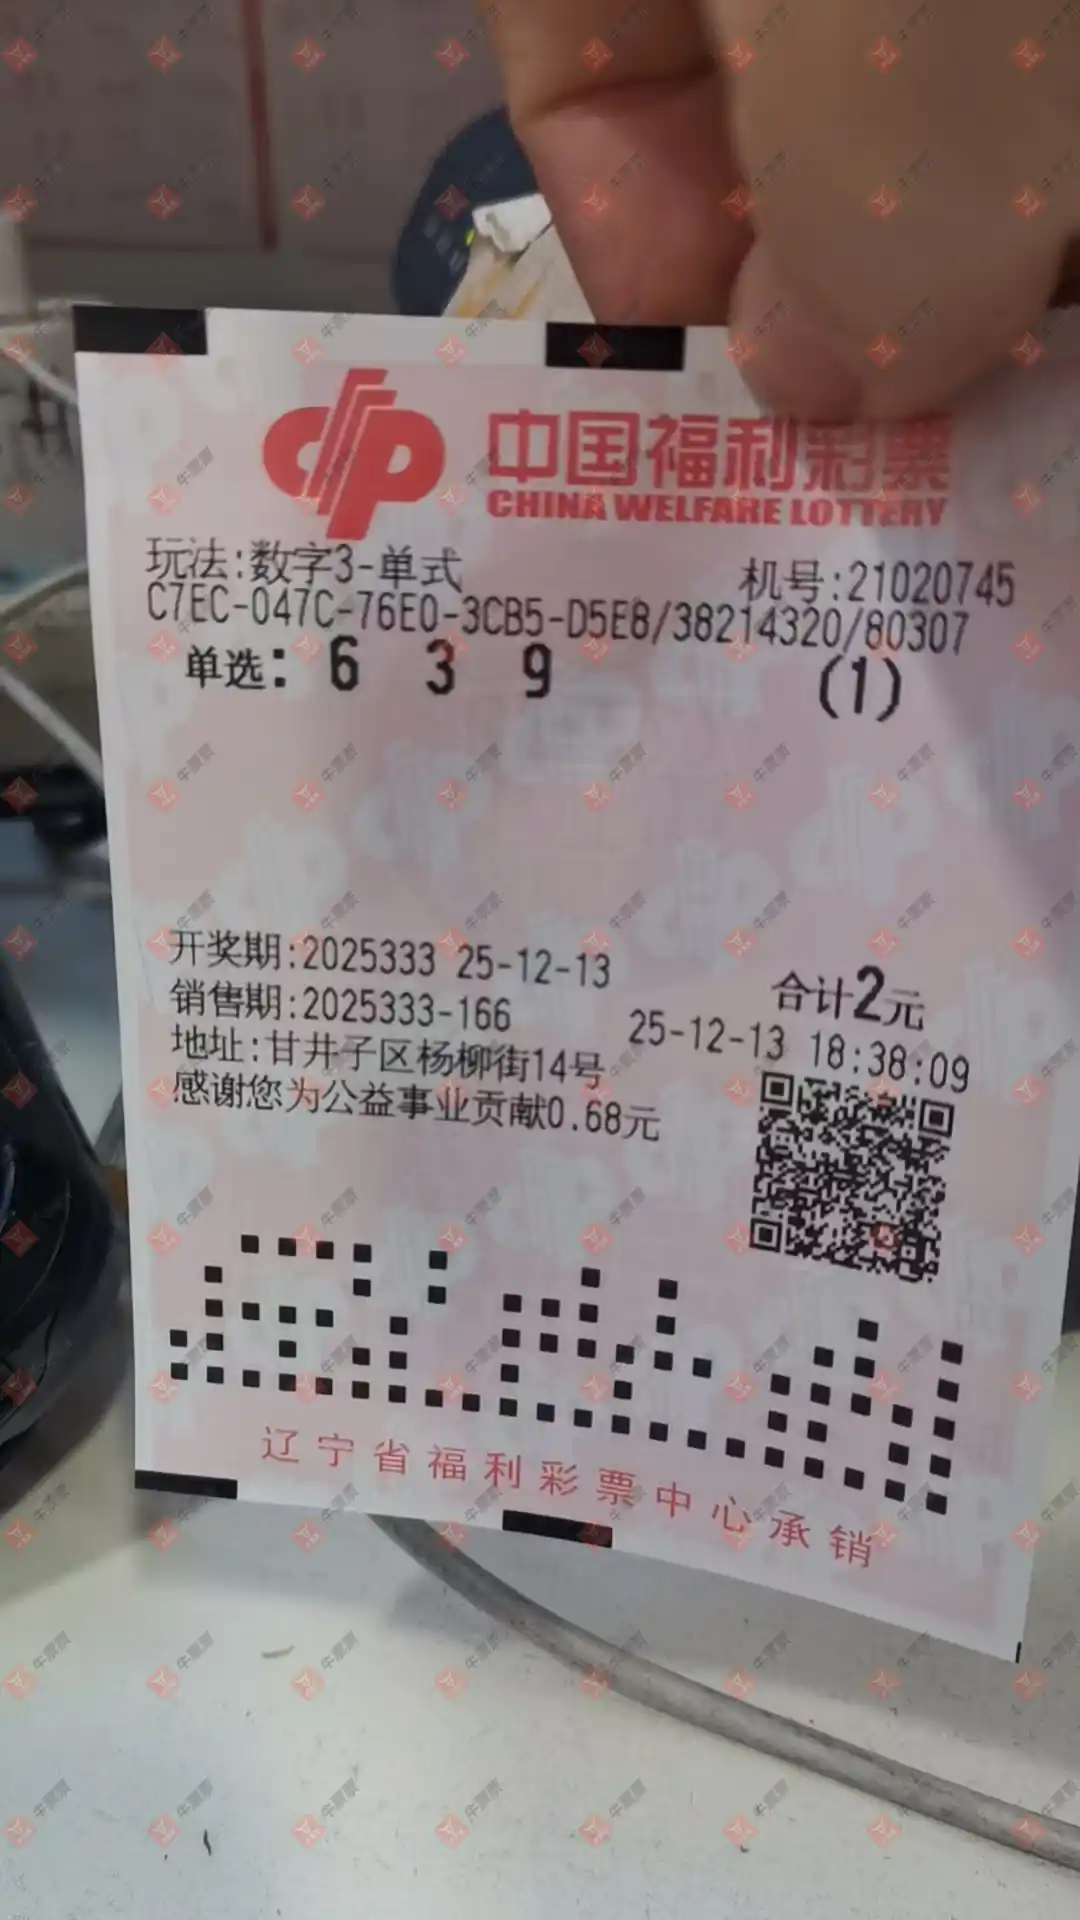 中国福利彩票
CHINA WELFARE LOTTERY
玩法:数字3-单式
机号:21020745
C7EC-047C-76E0-3CB5-D5E8/38214320/80307
单选: 6 3 9 (1)
开奖期:2025333 25-12-13
合计2元
销售期:2025333-166
25-12-13 18:38:09
地址:甘井子区杨柳街14号
感谢您为公益事业贡献0.68元
辽宁省福利彩票中心承销
牛票票